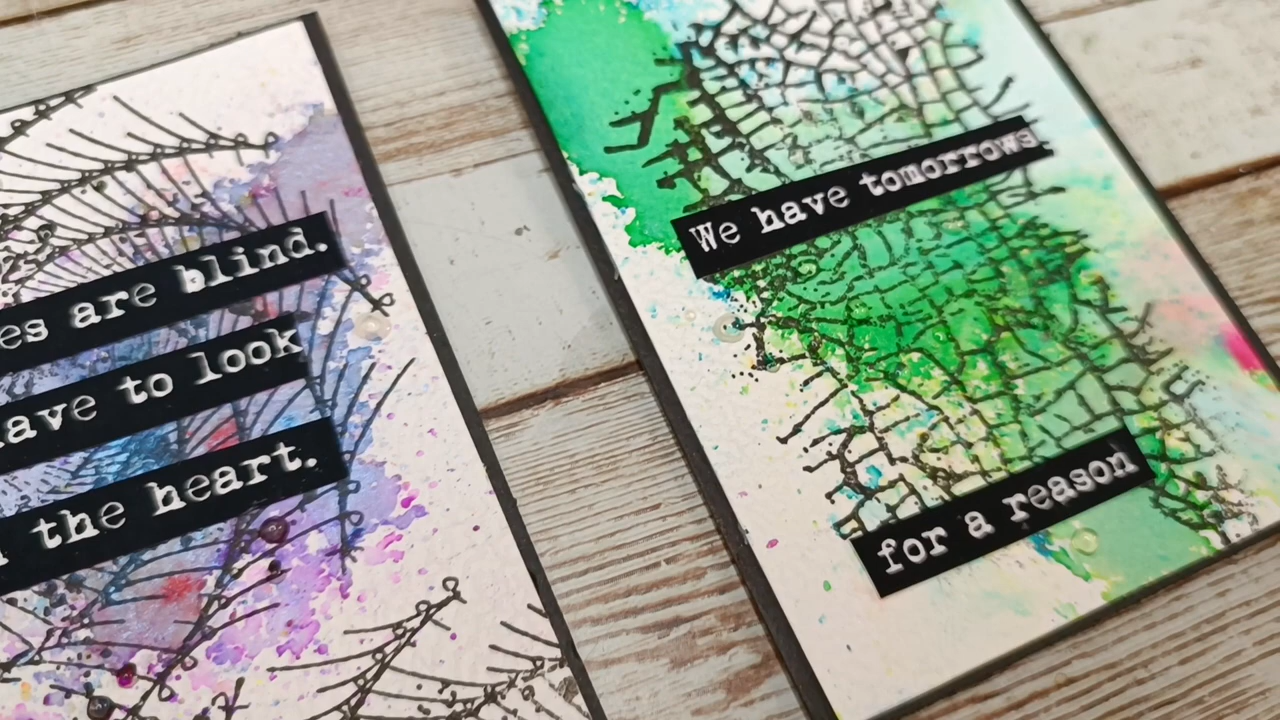 es are blind.
ave to look
the heart.
We have tomorrows
for a reason